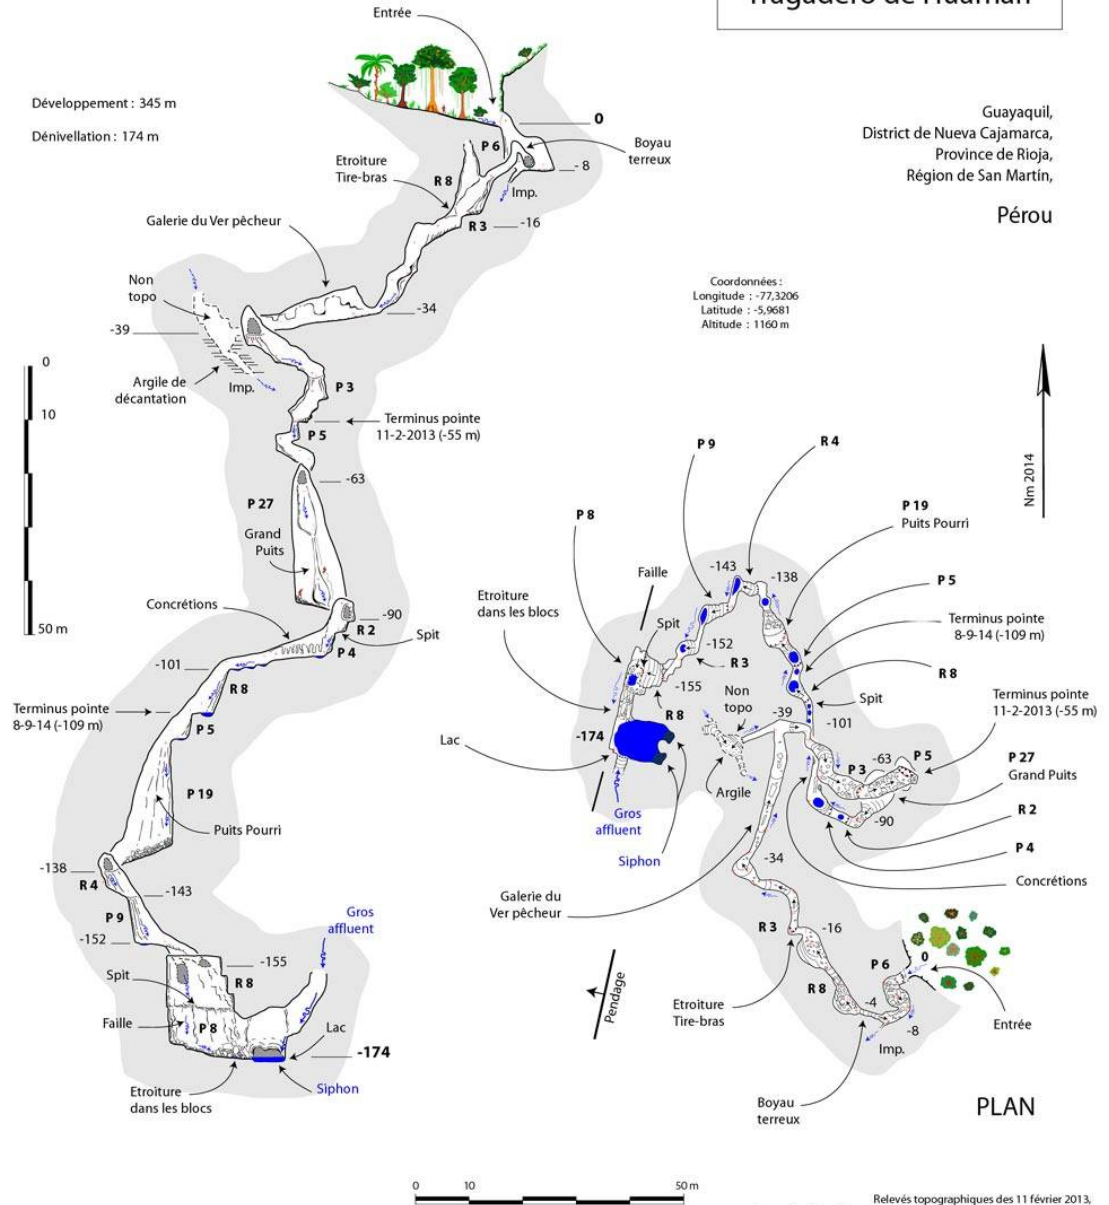 Entrée
Développement : 345 m
Dénivellation : 174 m
Guayaquil,
District de Nueva Cajamarca,
Province de Rioja,
Région de San Martín,
Pérou
Coordonnées :
Longitude : -77,3206
Latitude : -5,9681
Altitude : 1160 m
Nm 2014
0
P 6
Boyau
terreux
- 8
Etroiture
Tire-bras
R 8
Imp.
R 3
-16
Galerie du Ver pêcheur
Non
topo
-34
-39
Argile de
décantation
Imp.
P 3
Terminus pointe
11-2-2013 (-55 m)
P 5
-63
P 27
Grand
Puits
0
10
50 m
Concrétions
-90
R 2
Spit
P 4
-101
R 8
Terminus pointe
8-9-14 (-109 m)
P 5
P 19
Puits Pourri
-138
R 4
-143
P 9
-152
Gros
affluent
-155
Spit
R 8
Faille
P 8
Lac
-174
Etroiture
dans les blocs
Siphon
P 9
R 4
P 19
Puits Pourri
P 8
Faille
-143
-138
P 5
Etroiture
dans les blocs
Spit
Terminus pointe
8-9-14 (-109 m)
-152
R 3
-155
R 8
Spit
Non
topo
-39
-101
R 8
Terminus pointe
11-2-2013 (-55 m)
-174
Lac
Argile
P 3
-63
P 5
P 27
Grand Puits
-90
R 2
Gros
affluent
Siphon
P 4
-34
Concrétions
Galerie du
Ver pêcheur
R 3
-16
P 6
0
Pendage
Etroiture
Tire-bras
R 8
-4
-8
Entrée
Imp.
Boyau
terreux
PLAN
0
10
50 m
Relevés topographiques des 11 février 2013,